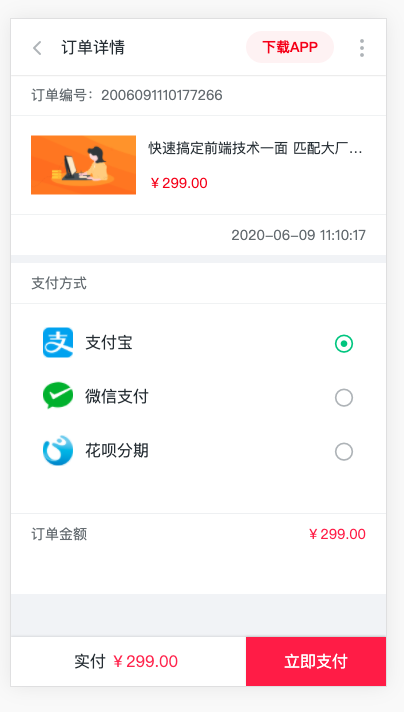 订单详情
下载APP
订单编号：2006091110177266
快速搞定前端技术一面 匹配大厂...
￥299.00
2020-06-09 11:10:17
支付方式
支
支付宝
微信支付
花呗分期
订单金额
￥299.00
实付 ￥299.00
立即支付